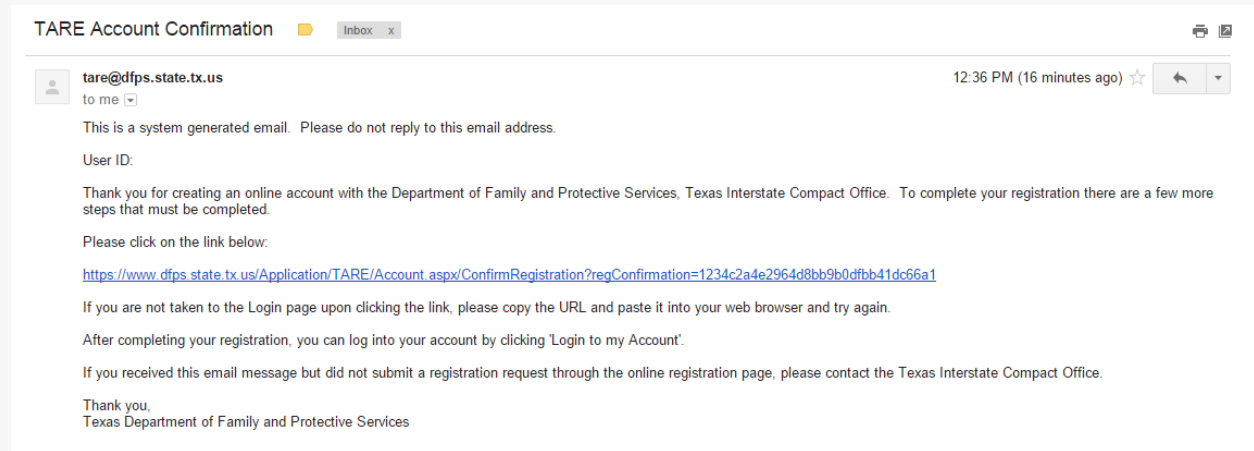 TARE Account Confirmation
Inbox x
tare@dfps.state.tx.us
12:36 PM (16 minutes ago)
to me
This is a system generated email. Please do not reply to this email address.
User ID:
Thank you for creating an online account with the Department of Family and Protective Services, Texas Interstate Compact Office. To complete your registration there are a few more
steps that must be completed.
Please click on the link below:
https://www.dfps.state.tx.us/Application/TARE/Account.aspx/ConfirmRegistration?regConfirmation=1234c2a4e2964d8bb9b0dfbb41dc66a1
If you are not taken to the Login page upon clicking the link, please copy the URL and paste it into your web browser and try again.
After completing your registration, you can log into your account by clicking 'Login to my Account'.
If you received this email message but did not submit a registration request through the online registration page, please contact the Texas Interstate Compact Office.
Thank you,
Texas Department of Family and Protective Services